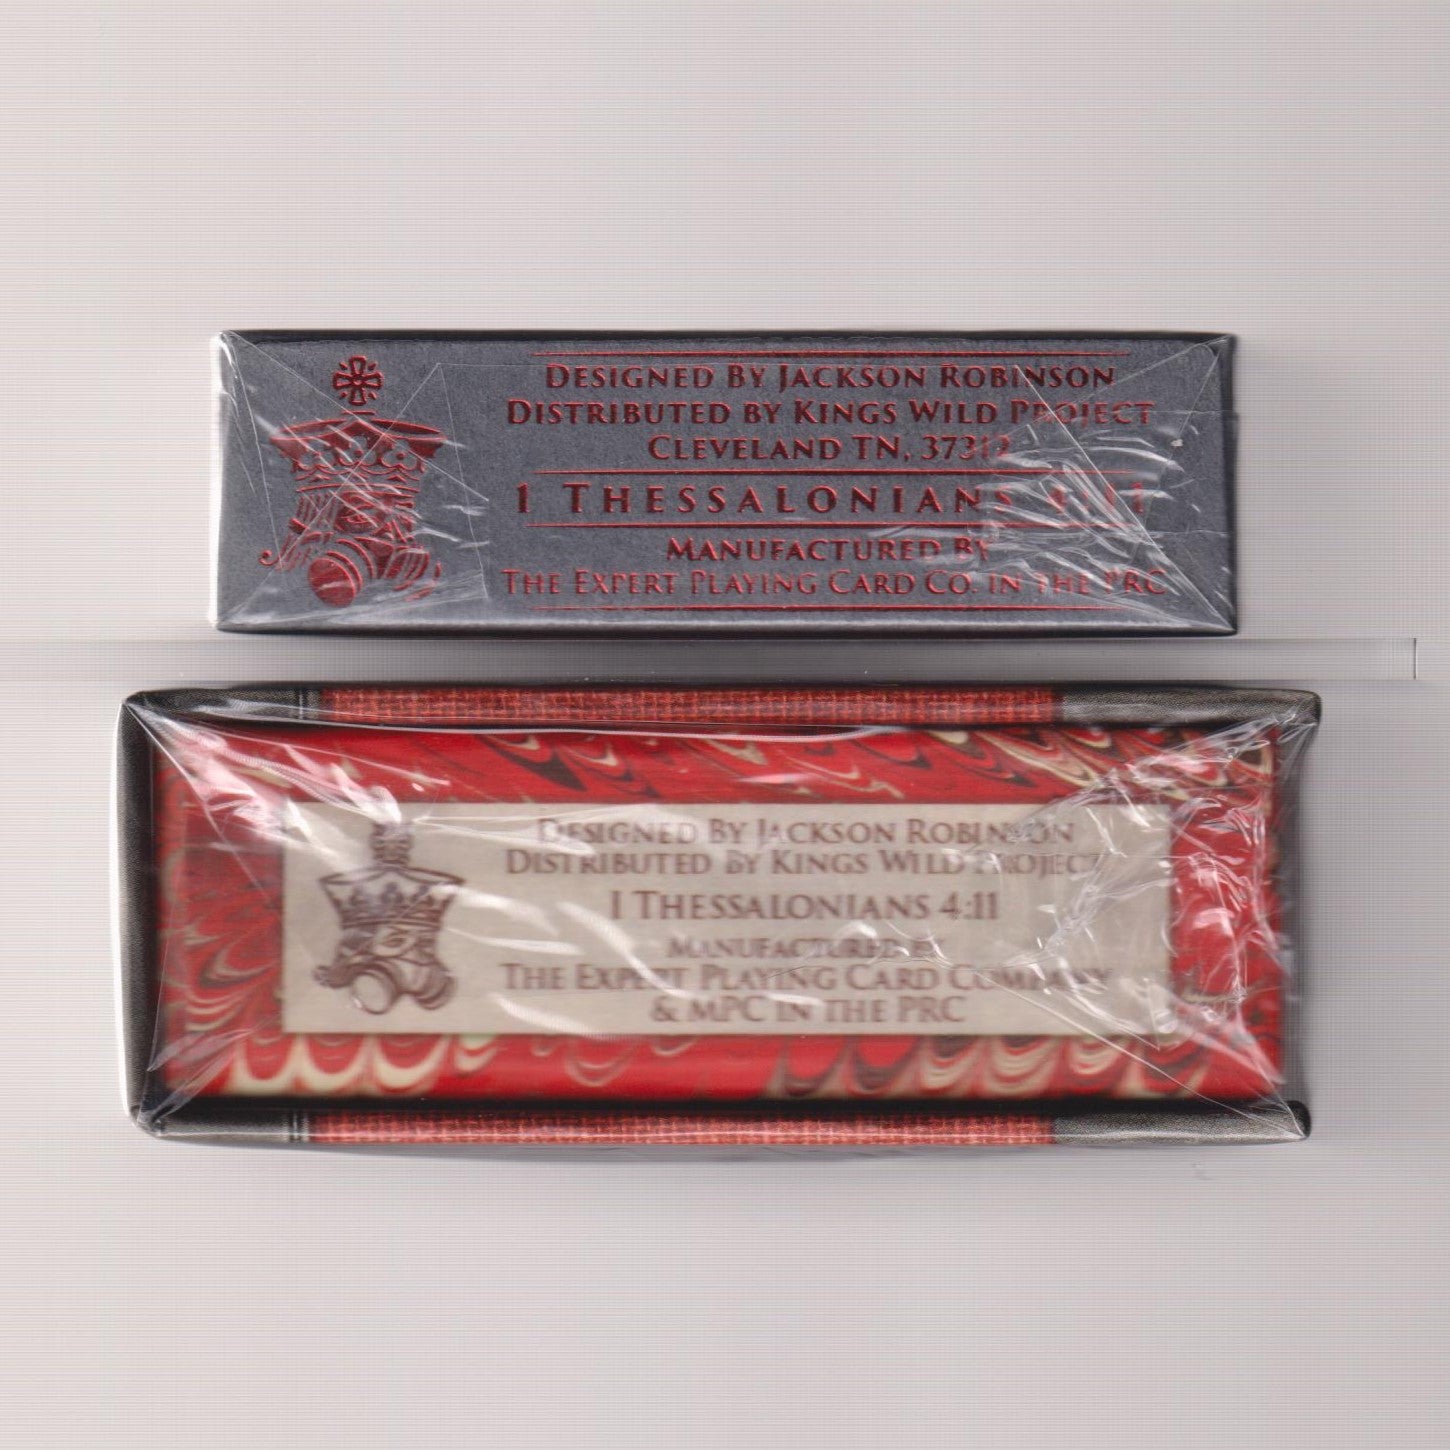 Designed By Jackson Robinson
Distributed by Kings Wild Project
Cleveland TN, 37312
1 Thessalonians 4:11
Manufactured By
The Expert Playing Card Co. in the PRC
Designed By Jackson Robinson
Distributed By Kings Wild Project
1 Thessalonians 4:11
Manufactured by
The Expert Playing Card Company
& MPC in the PRC